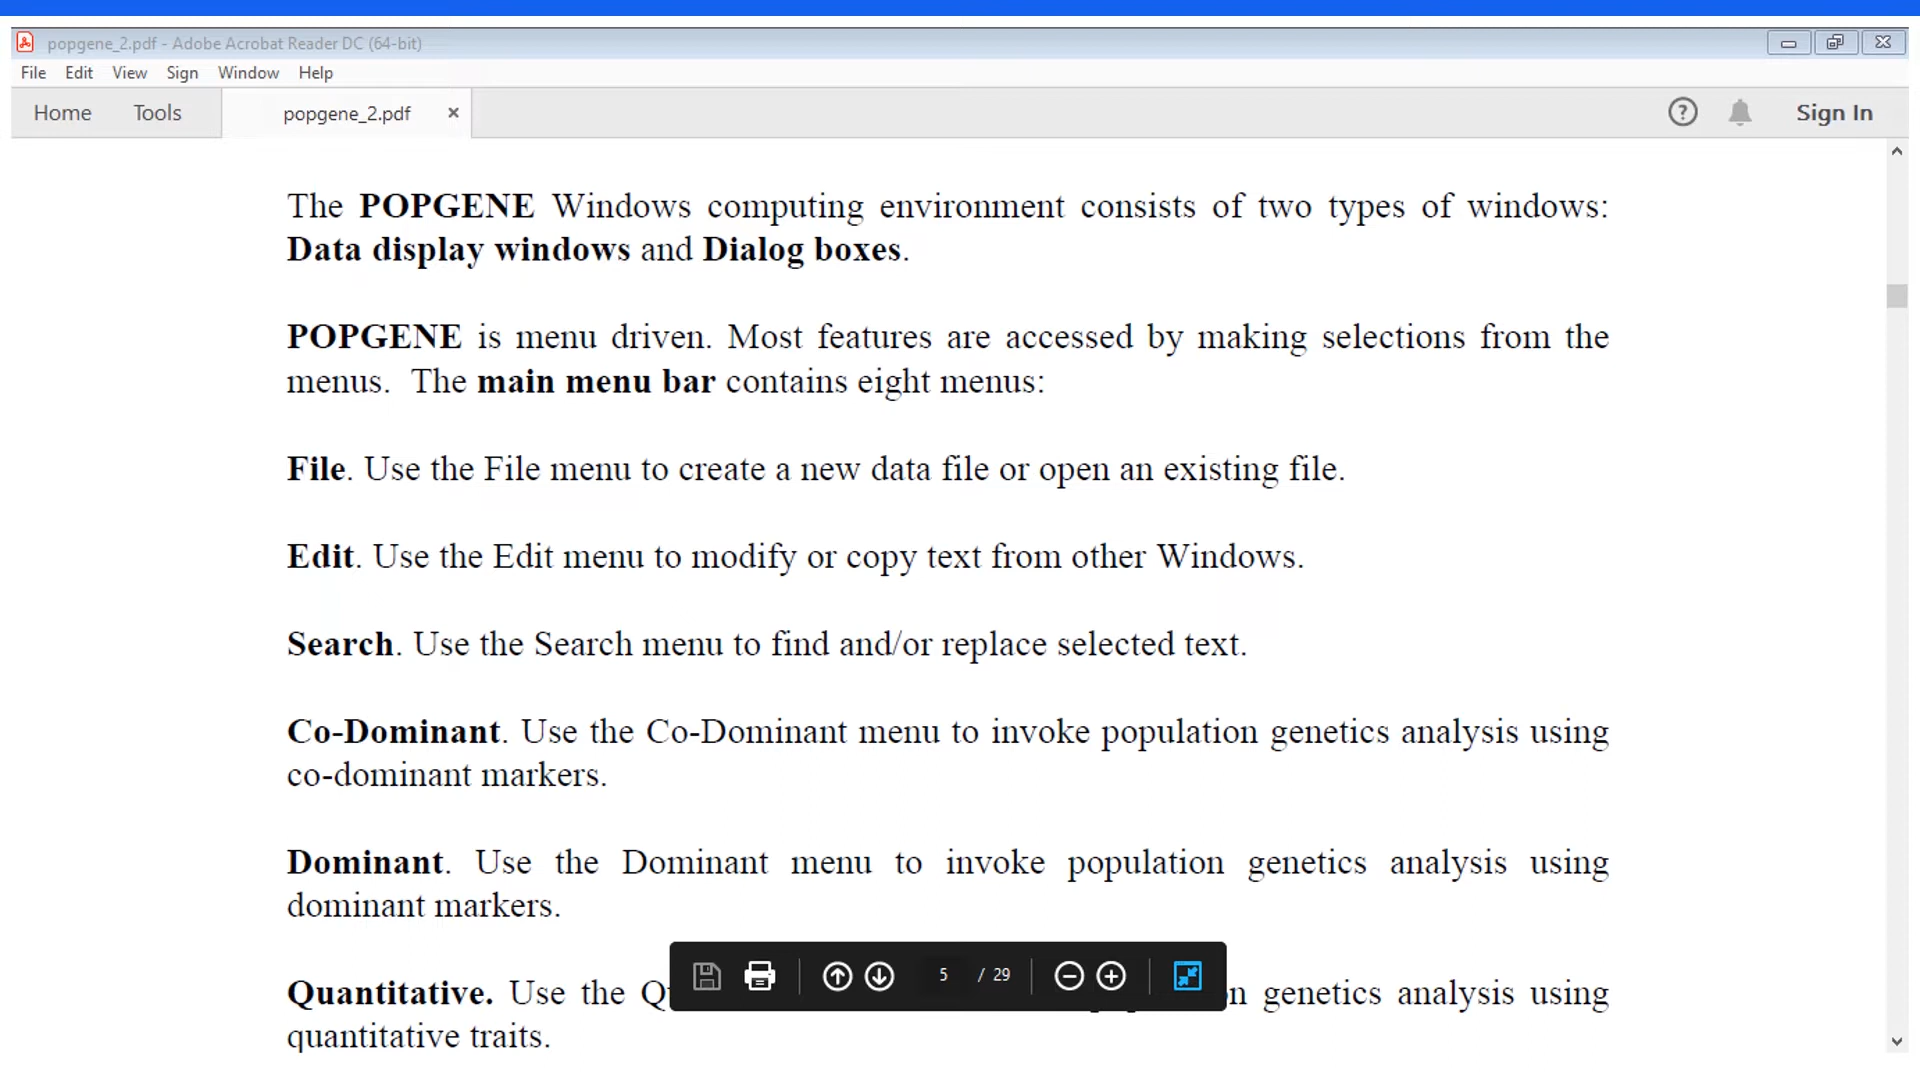 popgene_2.pdf - Adobe Acrobat Reader DC (64-bit)
File Edit View Sign Window Help
Home Tools popgene_2.pdf × Sign In
The POPGENE Windows computing environment consists of two types of windows:
Data display windows and Dialog boxes.
POPGENE is menu driven. Most features are accessed by making selections from the
menus. The main menu bar contains eight menus:
File. Use the File menu to create a new data file or open an existing file.
Edit. Use the Edit menu to modify or copy text from other Windows.
Search. Use the Search menu to find and/or replace selected text.
Co-Dominant. Use the Co-Dominant menu to invoke population genetics analysis using
co-dominant markers.
Dominant. Use the Dominant menu to invoke population genetics analysis using
dominant markers.
5 / 29
Quantitative. Use the genetics analysis using
quantitative traits.